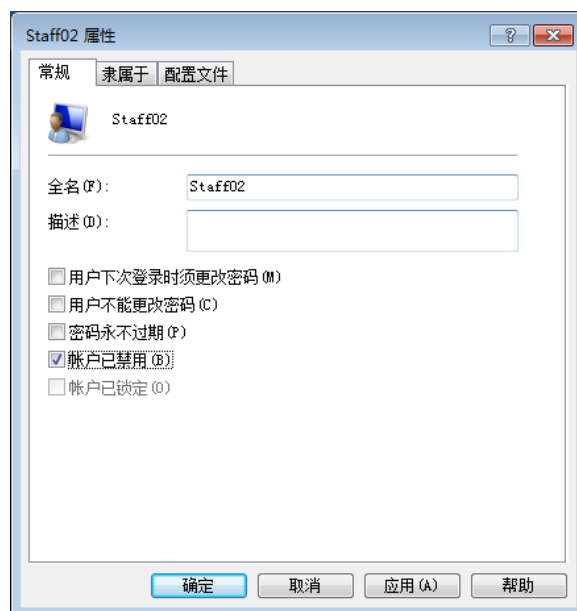 Staff02 属性
常规 隶属于 配置文件
Staff02
全名(F): Staff02
描述(D):
用户下次登录时须更改密码(M)
用户不能更改密码(C)
密码永不过期(P)
帐户已禁用(B)
帐户已锁定(O)
确定 取消 应用(A) 帮助